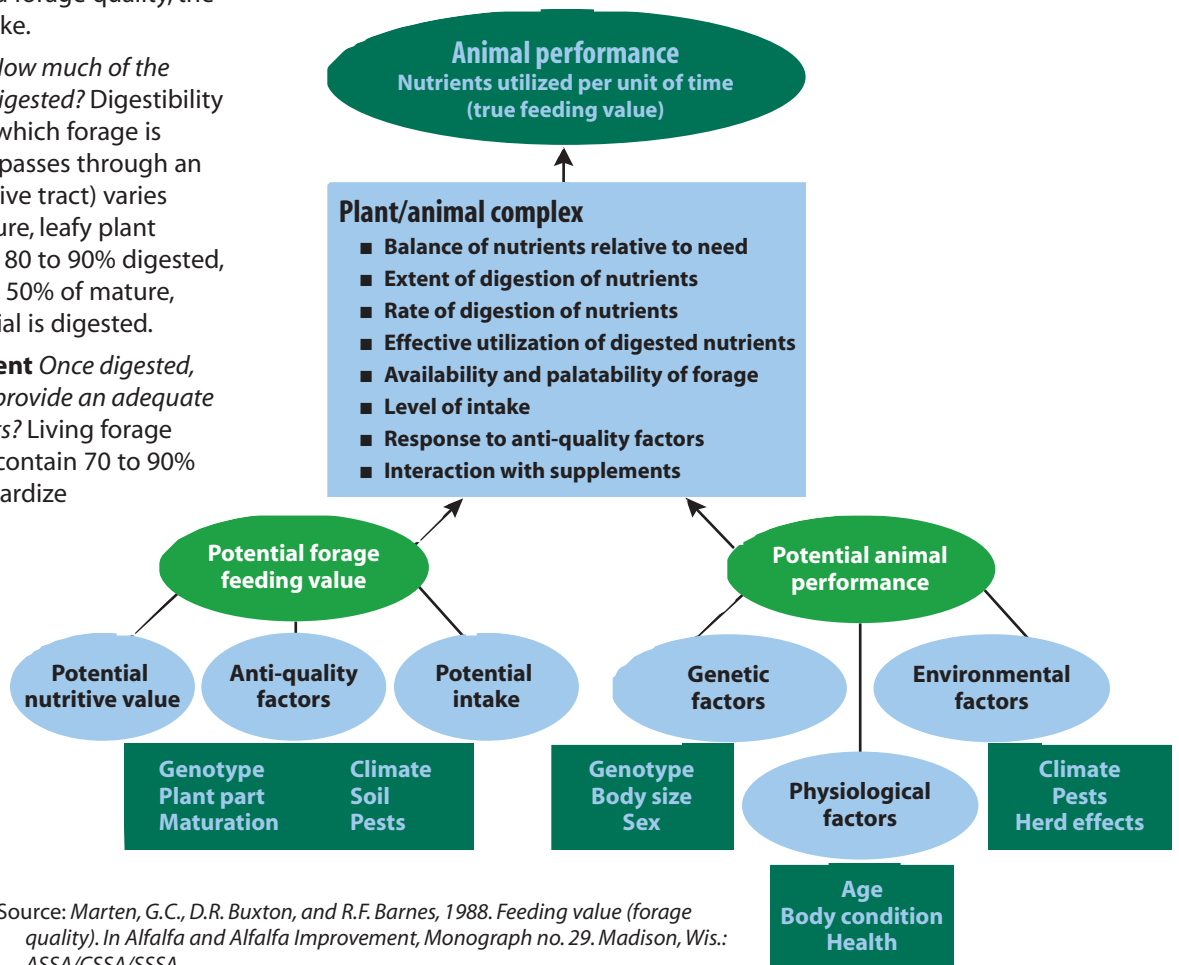 d forage quality, the
ke.
How much of the
igested? Digestibility
which forage is
passes through an
ive tract) varies
ure, leafy plant
80 to 90% digested,
50% of mature,
ial is digested.
ent Once digested,
provide an adequate
s? Living forage
contain 70 to 90%
ardize
Animal performance
Nutrients utilized per unit of time
(true feeding value)
Plant/animal complex
■ Balance of nutrients relative to need
■ Extent of digestion of nutrients
■ Rate of digestion of nutrients
■ Effective utilization of digested nutrients
■ Availability and palatability of forage
■ Level of intake
■ Response to anti-quality factors
■ Interaction with supplements
Potential forage
feeding value
Potential
nutritive value
Anti-quality
factors
Potential
intake
Genotype
Plant part
Maturation
Climate
Soil
Pests
Potential animal
performance
Genetic
factors
Genotype
Body size
Sex
Physiological
factors
Age
Body condition
Health
Environmental
factors
Climate
Pests
Herd effects
Source: Marten, G.C., D.R. Buxton, and R.F. Barnes, 1988. Feeding value (forage
quality). In Alfalfa and Alfalfa Improvement, Monograph no. 29. Madison, Wis.:
ASSA/CSSA/SSSA